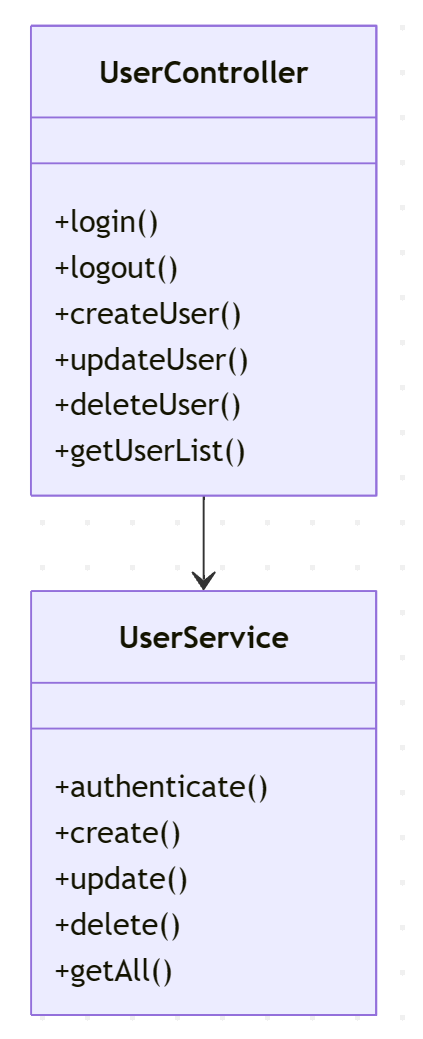 UserController
+login()
+logout()
+createUser()
+updateUser()
+deleteUser()
+getUserList()
UserService
+authenticate()
+create()
+update()
+delete()
+getAll()